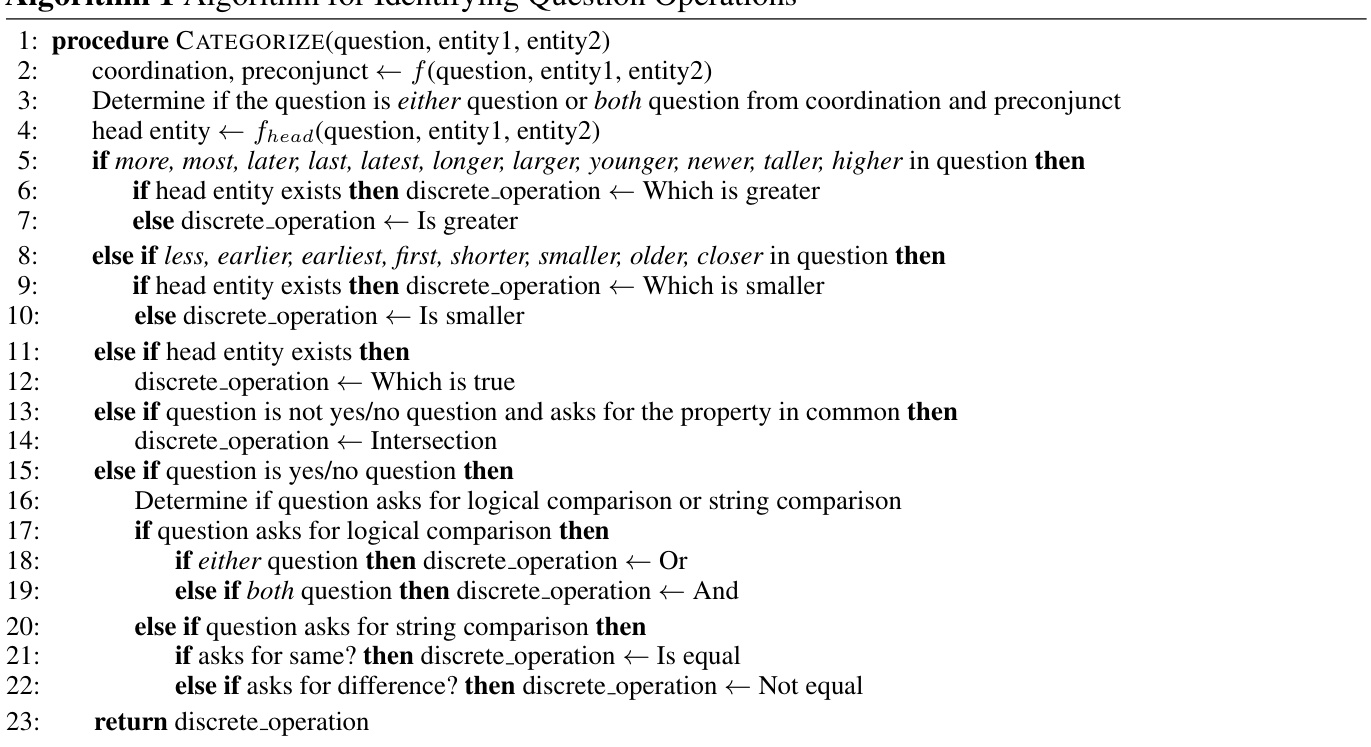 Algorithm 1 Algorithm for Identifying Question Operations
1: procedure CATEGORIZE(question, entity1, entity2)
2: coordination, preconjunct ← f(question, entity1, entity2)
3: Determine if the question is either question or both question from coordination and preconjunct
4: head entity ← f_head(question, entity1, entity2)
5: if more, most, later, last, latest, longer, larger, younger, newer, taller, higher in question then
6: if head entity exists then discrete_operation ← Which is greater
7: else discrete_operation ← Is greater
8: else if less, earlier, earliest, first, shorter, smaller, older, closer in question then
9: if head entity exists then discrete_operation ← Which is smaller
10: else discrete_operation ← Is smaller
11: else if head entity exists then
12: discrete_operation ← Which is true
13: else if question is not yes/no question and asks for the property in common then
14: discrete_operation ← Intersection
15: else if question is yes/no question then
16: Determine if question asks for logical comparison or string comparison
17: if question asks for logical comparison then
18: if either question then discrete_operation ← Or
19: else if both question then discrete_operation ← And
20: else if question asks for string comparison then
21: if asks for same? then discrete_operation ← Is equal
22: else if asks for difference? then discrete_operation ← Not equal
23: return discrete_operation